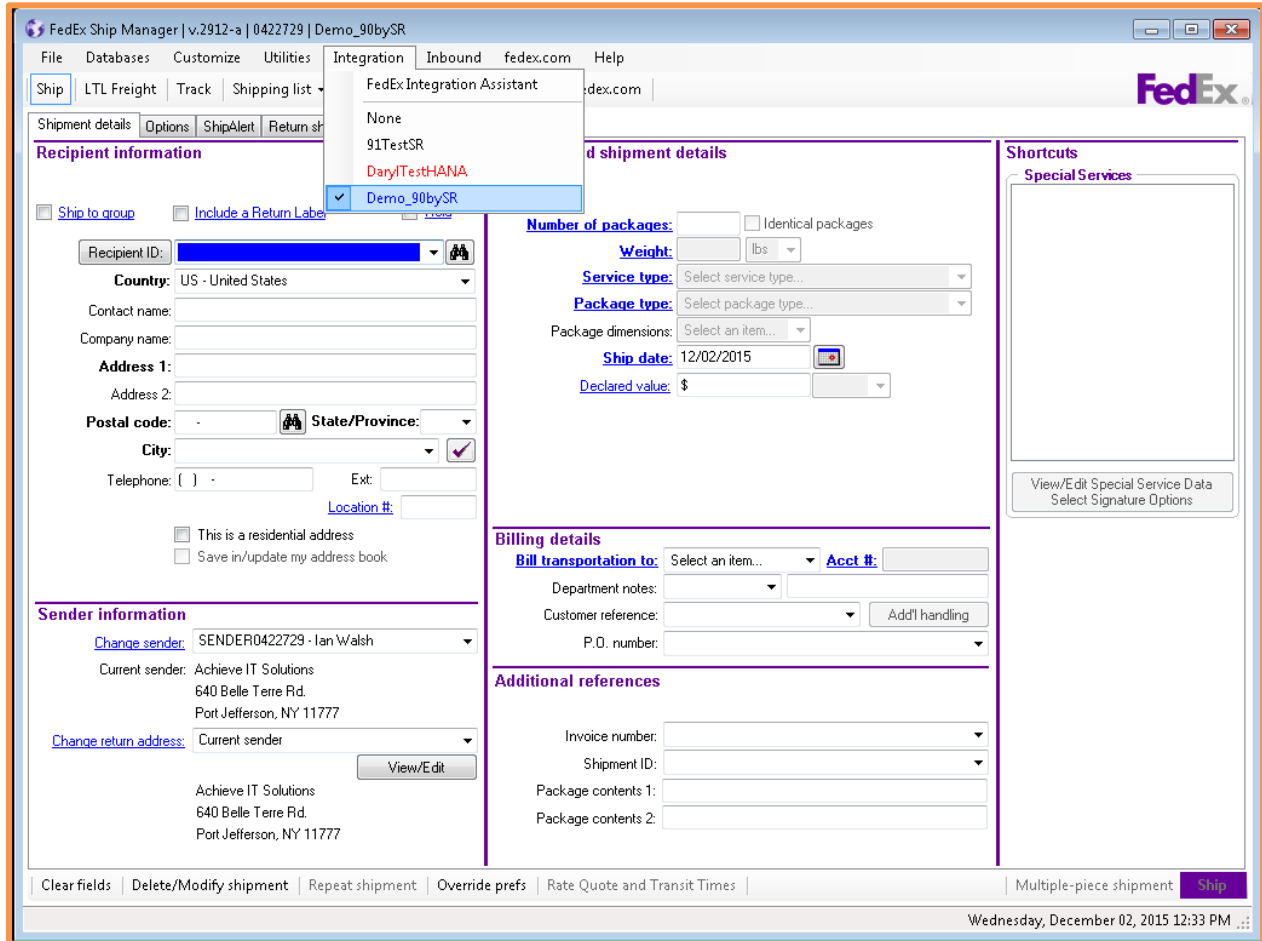 FedEx Ship Manager | v.2912-a | 0422729 | Demo_90bySR
File Databases Customize Utilities Integration Inbound fedex.com Help
Ship LTL Freight Track Shipping list FedEx Integration Assistant dex.com
FedEx
None
Shipment details Options ShipAlert Return sh
91TestSR
Recipient information d shipment details Shortcuts
DarylTestHANA
Special Services
Demo_90bySR
Ship to group Include a Return Label
Number of packages: Identical packages
Recipient ID: Weight: lbs
Country: US - United States Service type: Select service type...
Contact name: Package type: Select package type...
Company name: Package dimensions: Select an item...
Address 1: Ship date: 12/02/2015
Address 2: Declared value: $
Postal code: - State/Province:
City:
Telephone: ( ) - Ext:
View/Edit Special Service Data
Select Signature Options
Location #:
This is a residential address
Billing details
Save in/update my address book Bill transportation to: Select an item... Acct #:
Department notes:
Sender information Customer reference: Add'l handling
Change sender: SENDER0422729 - Ian Walsh P.O. number:
Current sender: Achieve IT Solutions
640 Belle Terre Rd. Additional references
Port Jefferson, NY 11777
Change return address: Current sender Invoice number:
View/Edit Shipment ID:
Achieve IT Solutions Package contents 1:
640 Belle Terre Rd. Package contents 2:
Port Jefferson, NY 11777
Clear fields Delete/Modify shipment Repeat shipment Override prefs Rate Quote and Transit Times Multiple-piece shipment Ship
Wednesday, December 02, 2015 12:33 PM